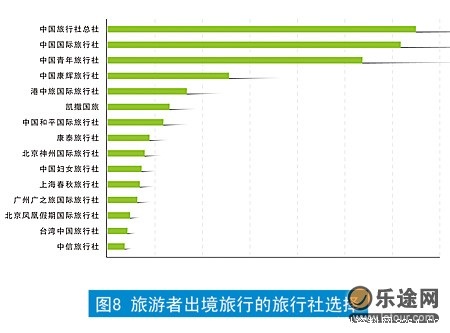 中国旅行社总社
中国国际旅行社
中国青年旅行社
中国康辉旅行社
港中旅国际旅行社
凯撒国旅
中国和平国际旅行社
康泰旅行社
北京神州国际旅行社
中国妇女旅行社
上海春秋旅行社
广州广之旅国际旅行社
北京凤凰假期国际旅行社
台湾中国旅行社
中信旅行社
图8 旅游者出境旅行的旅行社选择
乐途网
www.lotour.com